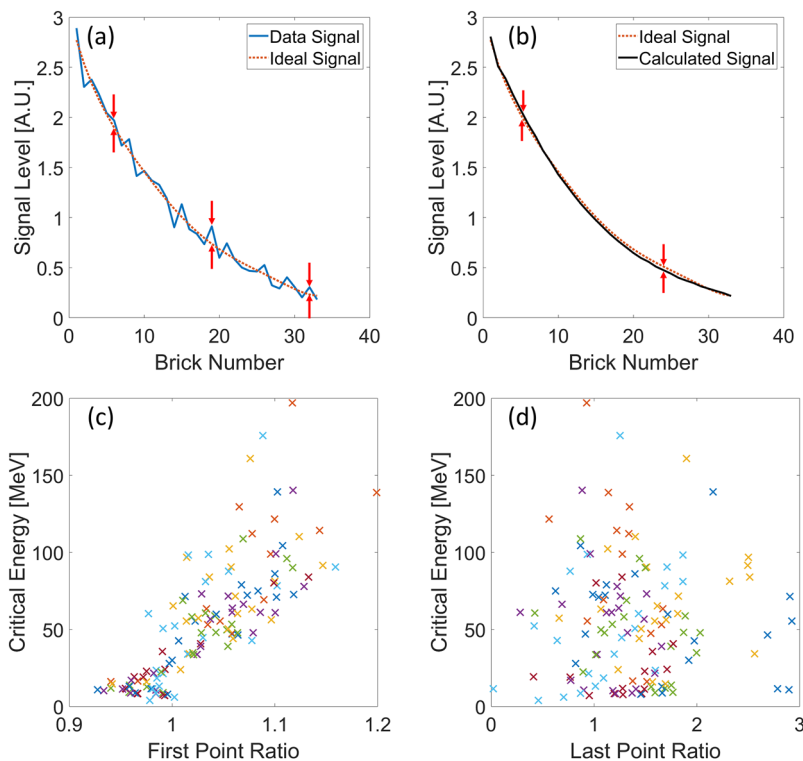 (a)
Data Signal
Ideal Signal
3
2.5
2
1.5
1
0.5
0
0
10
20
30
40
Signal Level [A.U.]
Brick Number
(b)
Ideal Signal
Calculated Signal
3
2.5
2
1.5
1
0.5
0
0
10
20
30
40
Signal Level [A.U.]
Brick Number
(c)
200
150
100
50
0
0.9
1
1.1
1.2
Critical Energy [MeV]
First Point Ratio
(d)
200
150
100
50
0
0
1
2
3
Critical Energy [MeV]
Last Point Ratio